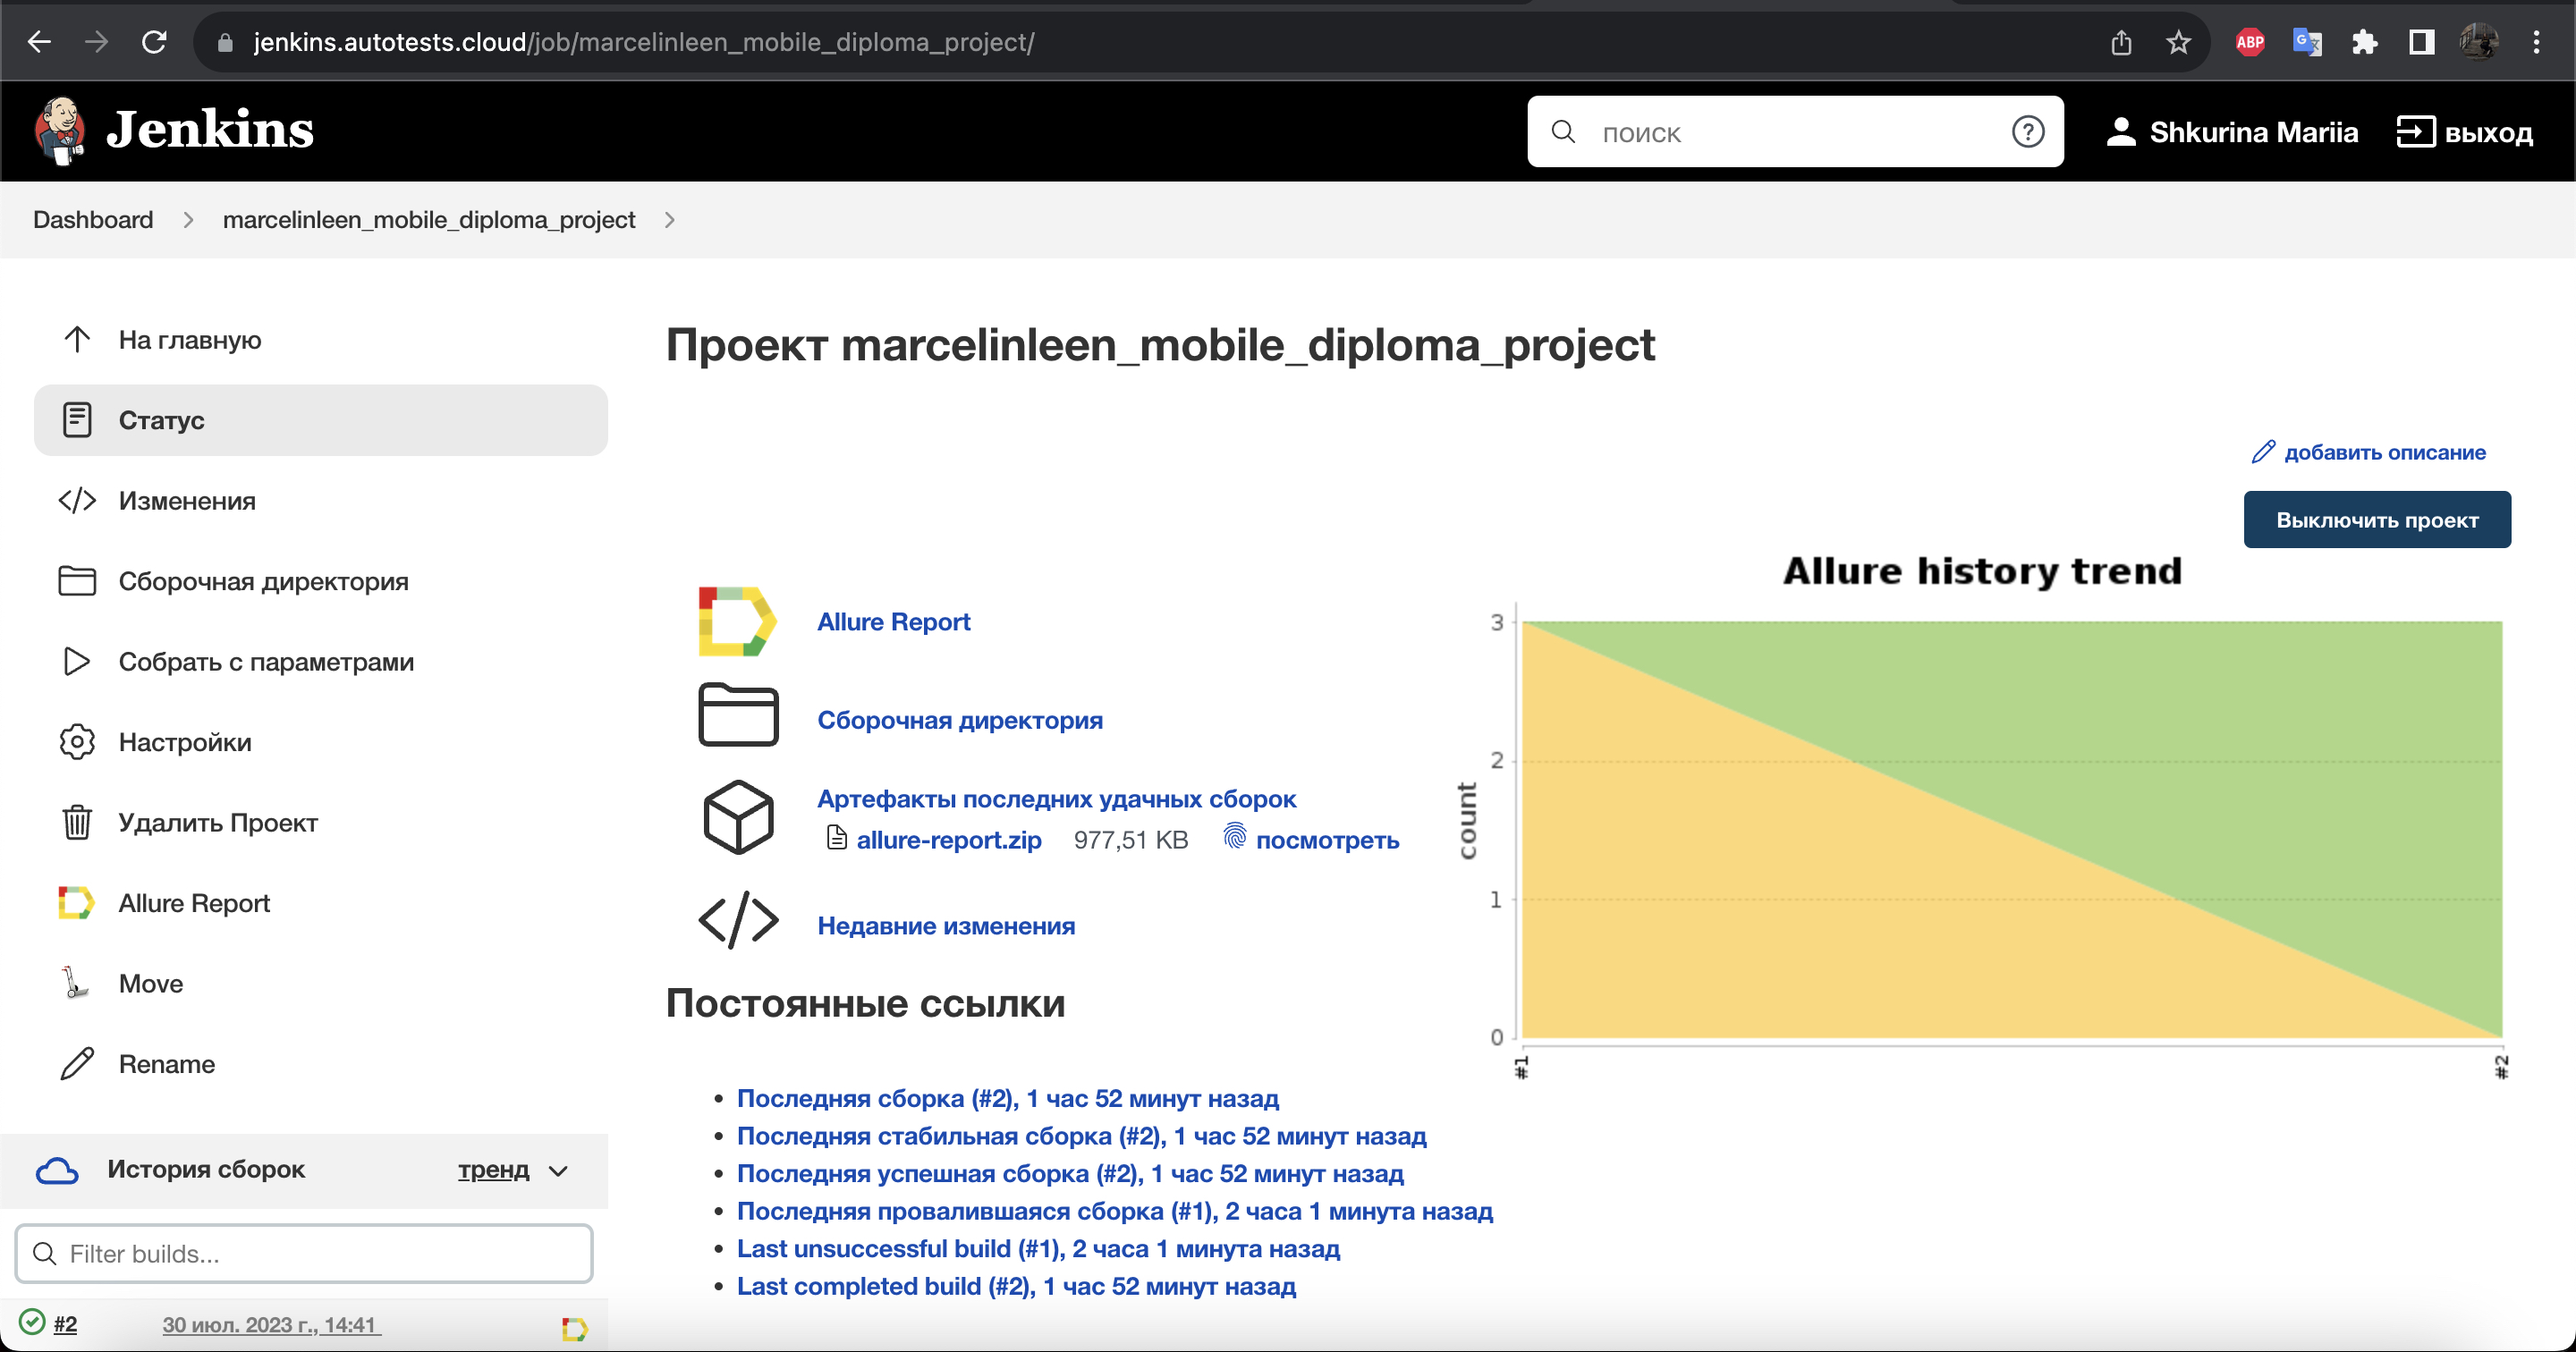 jenkins.autotests.cloud/job/marcelinleen_mobile_diploma_project/
ABP
Jenkins
поиск
Shkurina Mariia
выход
Dashboard
marcelinleen_mobile_diploma_project
На главную
Статус
Изменения
Сборочная директория
Собрать с параметрами
Настройки
Удалить Проект
Allure Report
Move
Rename
История сборок
тренд
Filter builds...
#2
30 июл. 2023 г., 14:41
Проект marcelinleen_mobile_diploma_project
добавить описание
Выключить проект
Allure Report
Сборочная директория
Артефакты последних удачных сборок
allure-report.zip 977,51 KB посмотреть
Недавние изменения
Allure history trend
count
3
2
1
0
#1
#2
Постоянные ссылки
Последняя сборка (#2), 1 час 52 минут назад
Последняя стабильная сборка (#2), 1 час 52 минут назад
Последняя успешная сборка (#2), 1 час 52 минут назад
Последняя провалившаяся сборка (#1), 2 часа 1 минута назад
Last unsuccessful build (#1), 2 часа 1 минута назад
Last completed build (#2), 1 час 52 минут назад